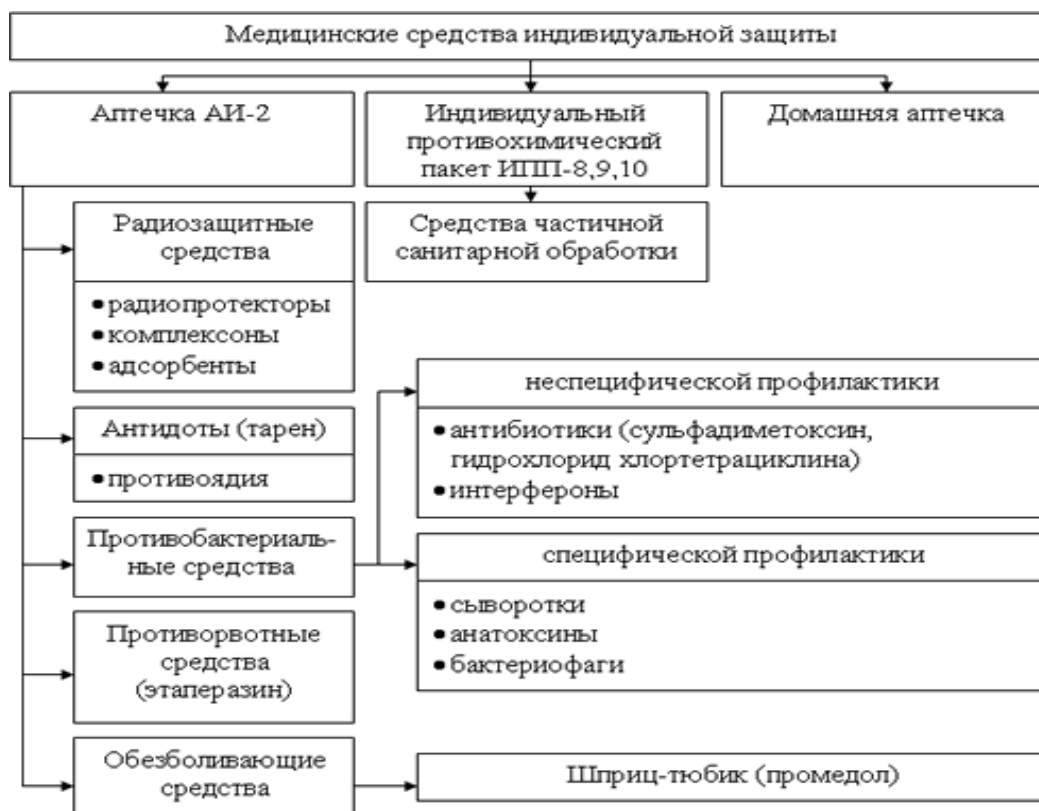 Медицинские средства индивидуальной защиты
Аптечка АИ-2
Индивидуальный
противохимический
пакет ИПП-8,9,10
Домашняя аптечка
Радиозащитные
средства
• радиопротекторы
• комплексоны
• адсорбенты
Средства частичной
санитарной обработки
Антидоты (тарен)
• противоядия
Противобактериаль-
ные средства
неспецифической профилактики
• антибиотики (сульфадиметоксин,
гидрохлорид хлортетрациклина)
• интерфероны
специфической профилактики
• сыворотки
• анатоксины
• бактериофаги
Противорвотные
средства
(этаперазин)
Обезболивающие
средства
Шприц-тюбик (промедол)